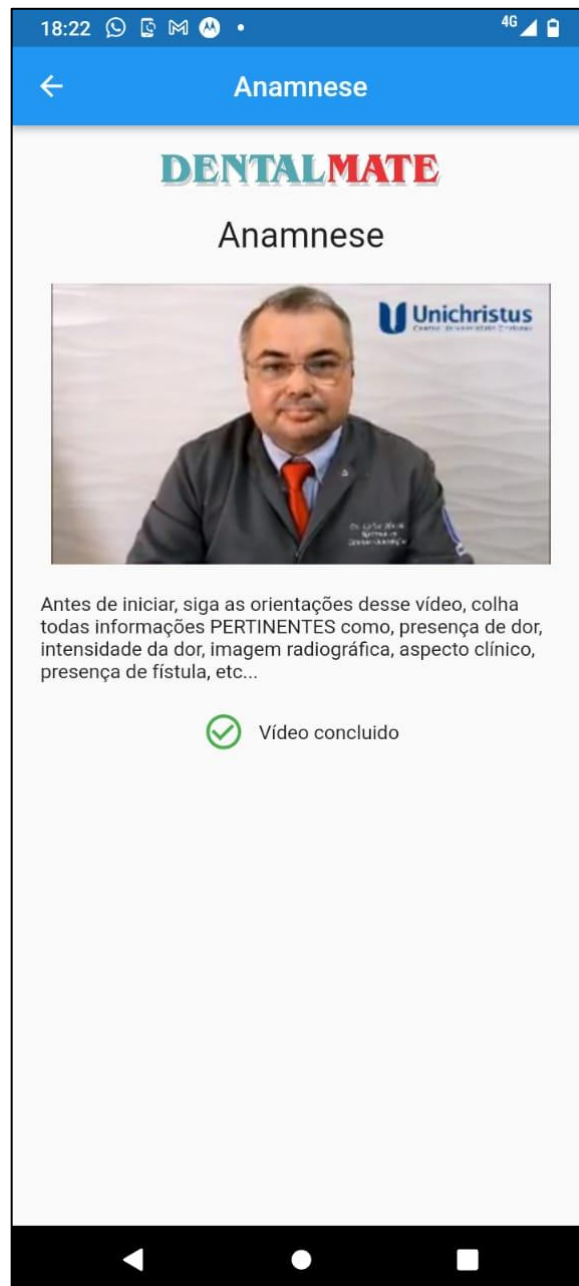 18:22
4G
Anamnese
DENTALMATE
Anamnese
Unichristus
Antes de iniciar, siga as orientações desse vídeo, colha
todas informações PERTINENTES como, presença de dor,
intensidade da dor, imagem radiográfica, aspecto clínico,
presença de fístula, etc...
Vídeo concluido